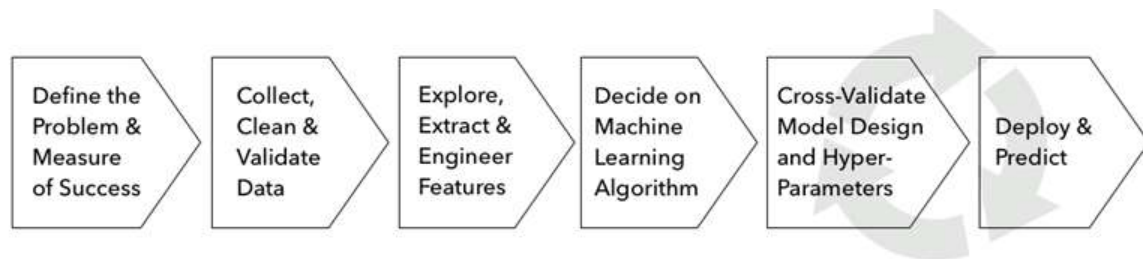 Define the
Problem &
Measure
of Success
Collect,
Clean &
Validate
Data
Explore,
Extract &
Engineer
Features
Decide on
Machine
Learning
Algorithm
Cross-Validate
Model Design
and Hyper-
Parameters
Deploy &
Predict